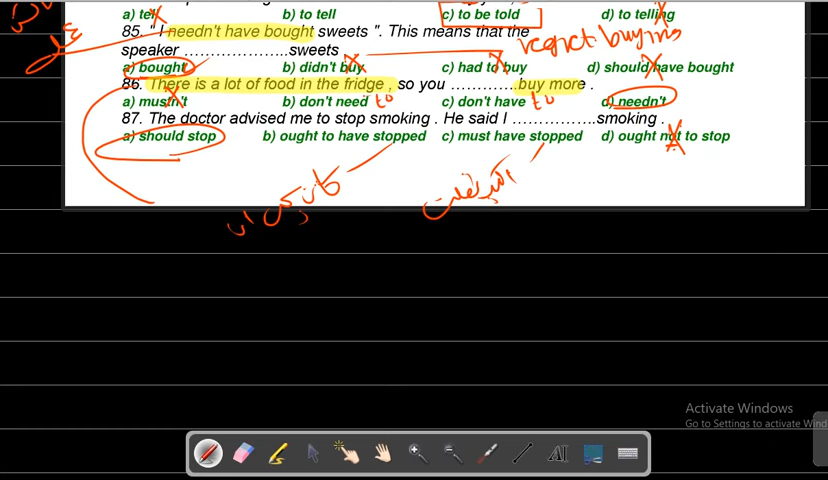 a) tell b) to tell c) to be told d) to telling
85. " I needn't have bought sweets ". This means that the
speaker ......................sweets
regret buying
a) bought b) didn't buy c) had to buy d) should have bought
86. There is a lot of food in the fridge , so you .............buy more .
a) mustn't b) don't need to c) don't have to d) needn't
87. The doctor advised me to stop smoking . He said I .................smoking .
a) should stop b) ought to have stopped c) must have stopped d) ought not to stop
Activate Windows
Go to Settings to activate Wind
AI